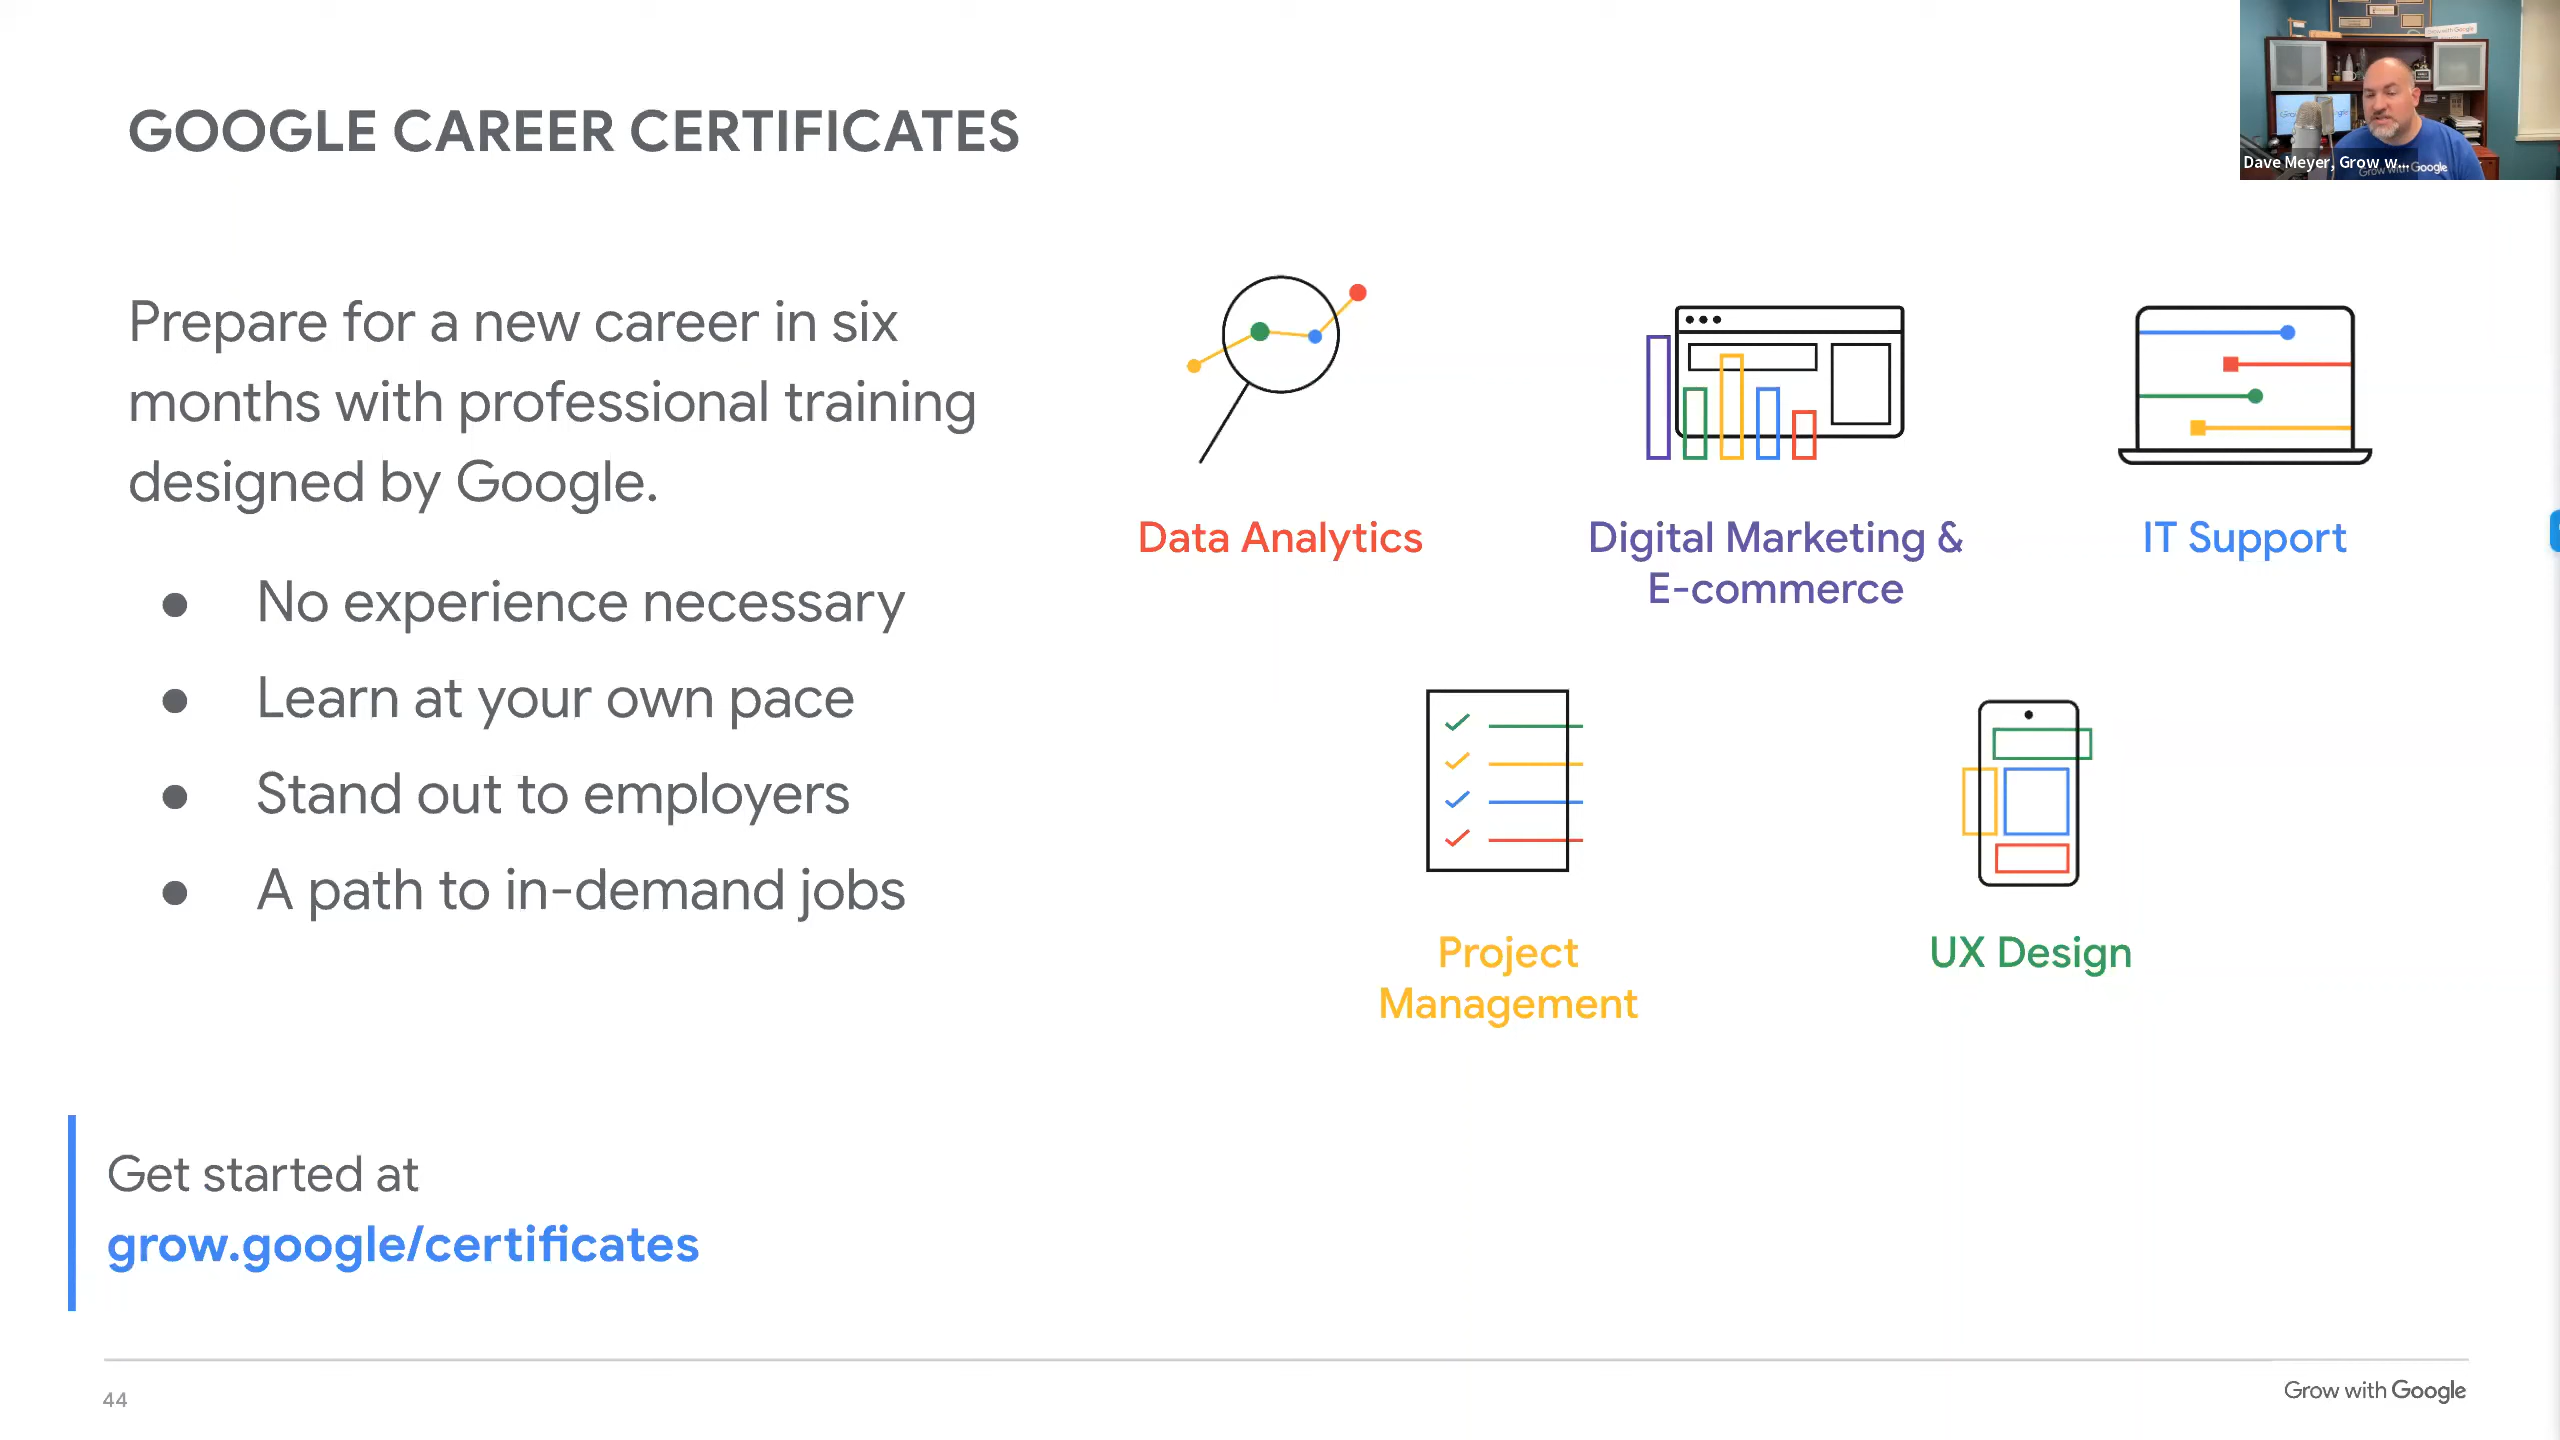 GOOGLE CAREER CERTIFICATES
Dave Meyer, Grow w...
Grow with Google
Prepare for a new career in six
months with professional training
designed by Google.
● No experience necessary
● Learn at your own pace
● Stand out to employers
● A path to in-demand jobs
Data Analytics
Digital Marketing &
E-commerce
IT Support
Project
Management
UX Design
Get started at
grow.google/certificates
44
Grow with Google